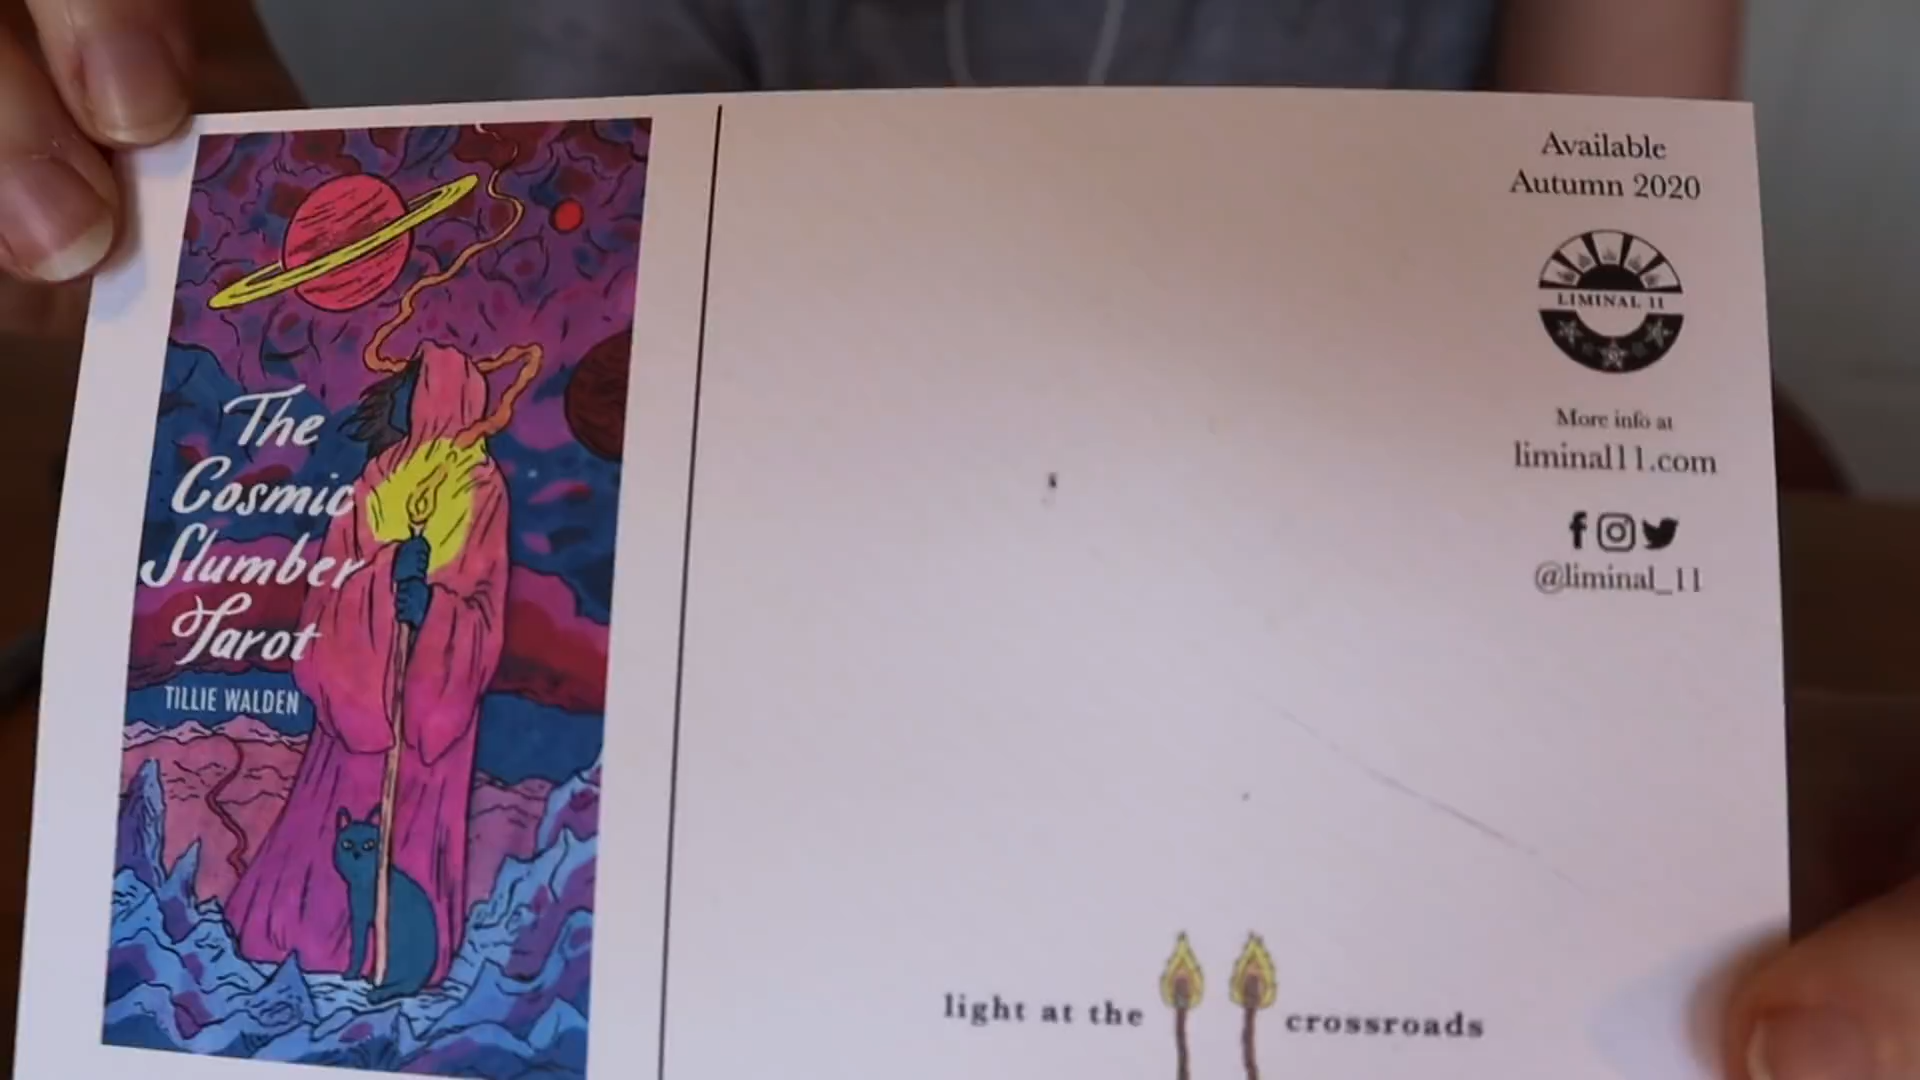 The
Cosmic
Slumber
Tarot
TILLIE WALDEN
Available
Autumn 2020
LIMINAL 11
More info at
liminal11.com
@liminal_11
light at the crossroads